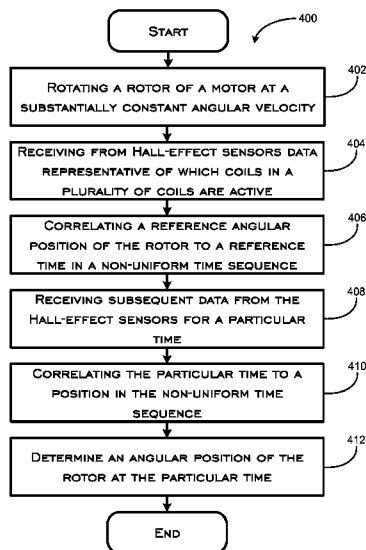 START
400
402
ROTATING A ROTOR OF A MOTOR AT A
SUBSTANTIALLY CONSTANT ANGULAR VELOCITY
404
RECEIVING FROM HALL-EFFECT SENSORS DATA
REPRESENTATIVE OF WHICH COILS IN A
PLURALITY OF COILS ARE ACTIVE
406
CORRELATING A REFERENCE ANGULAR
POSITION OF THE ROTOR TO A REFERENCE
TIME IN A NON-UNIFORM TIME SEQUENCE
408
RECEIVING SUBSEQUENT DATA FROM THE
HALL-EFFECT SENSORS FOR A PARTICULAR
TIME
410
CORRELATING THE PARTICULAR TIME TO A
POSITION IN THE NON-UNIFORM TIME
SEQUENCE
412
DETERMINE AN ANGULAR POSITION OF THE
ROTOR AT THE PARTICULAR TIME
END